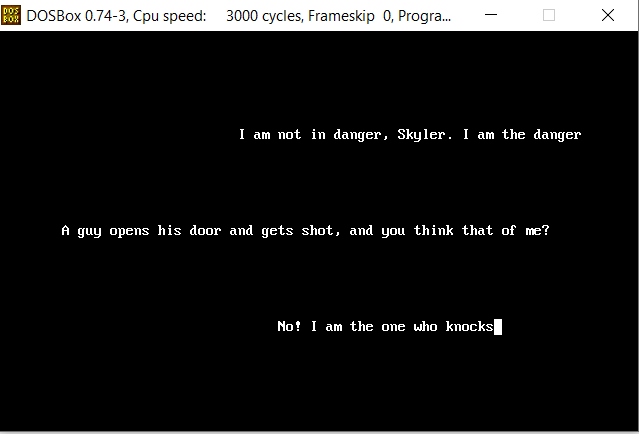 DOS
BOX
DOSBox 0.74-3, Cpu speed: 3000 cycles, Frameskip 0, Progra...
I am not in danger, Skyler. I am the danger
A guy opens his door and gets shot, and you think that of me?
No! I am the one who knocks